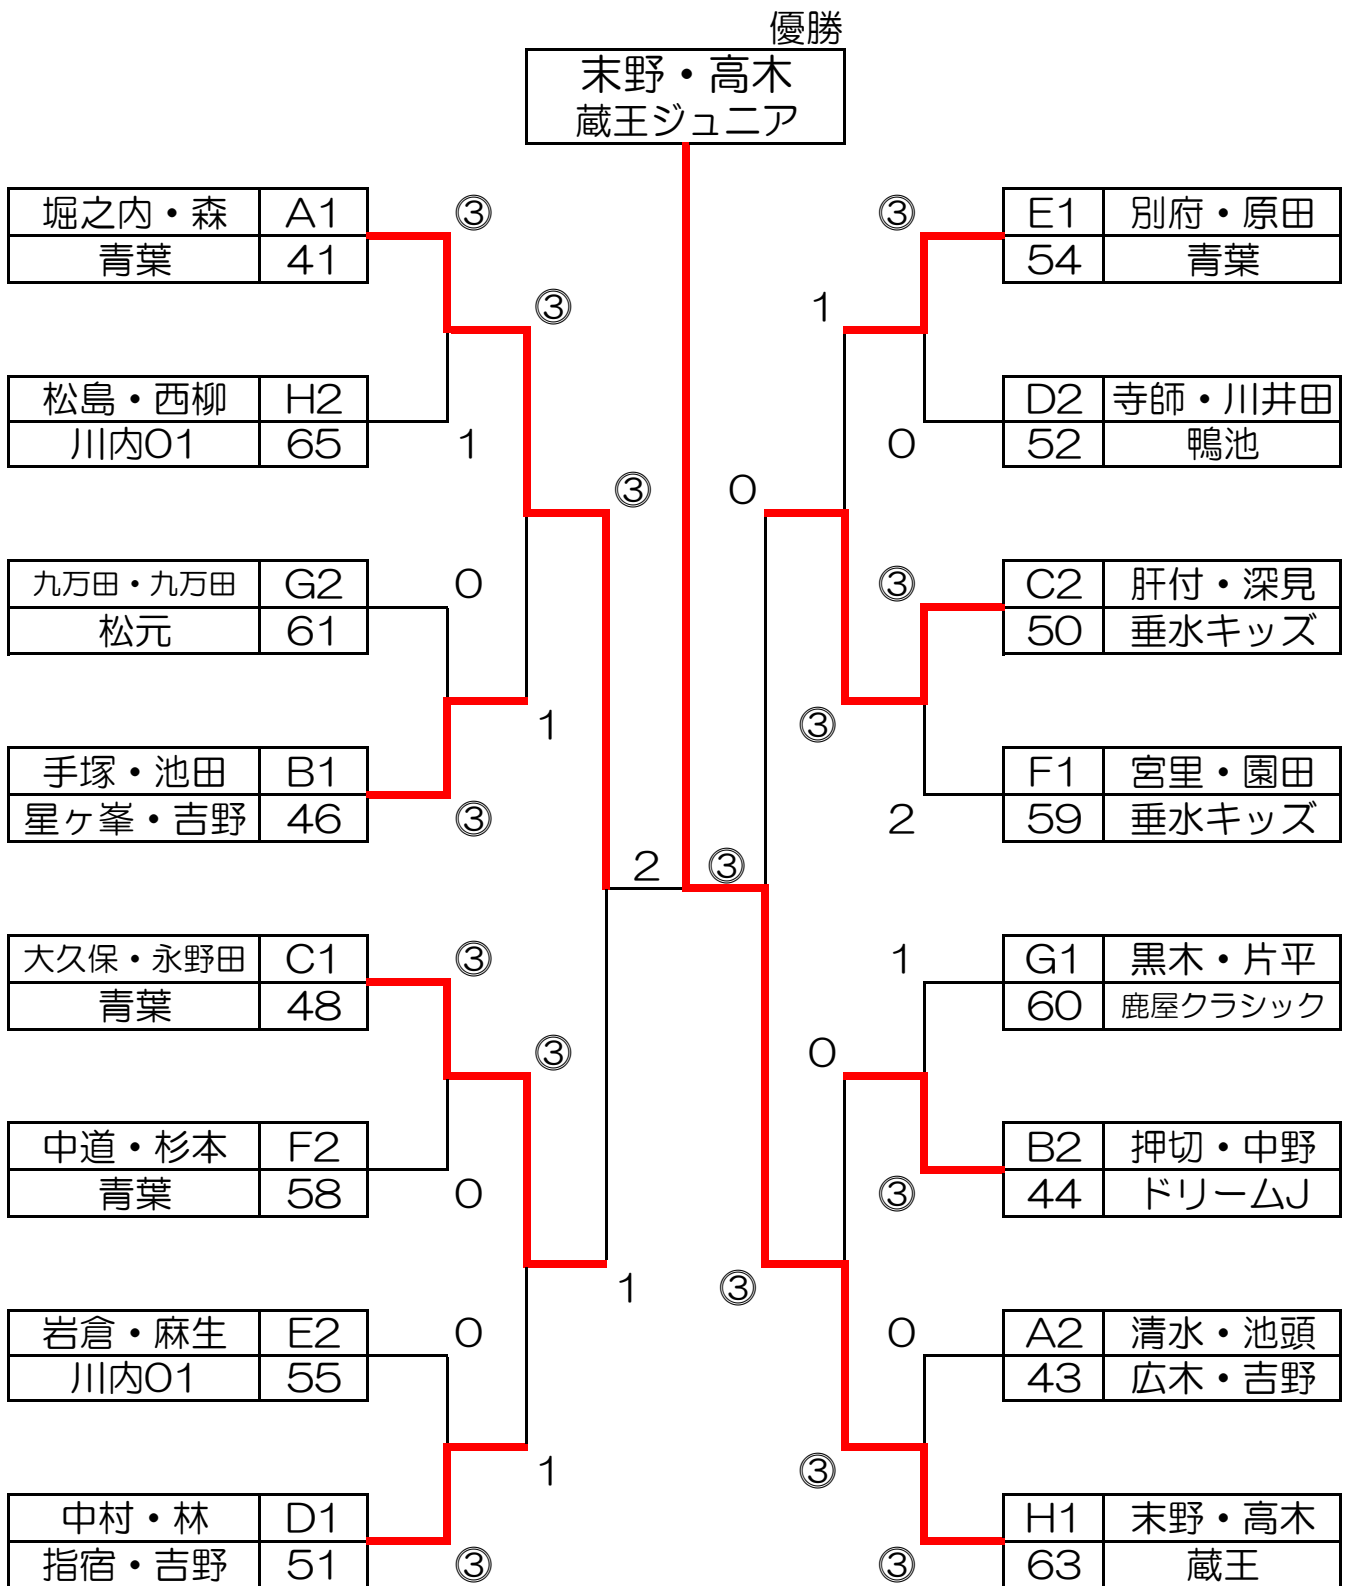 優勝
末野・高木
蔵王ジュニア
堀之内・森 A1 ③
青葉 41
③
松島・西柳 H2
川内01 65 1
③
九万田・九万田 G2 0
松元 61
1
手塚・池田 B1
星ヶ峯・吉野 46 ③
2
大久保・永野田 C1 ③
青葉 48
③
中道・杉本 F2
青葉 58 0
1
岩倉・麻生 E2 0
川内01 55
1
中村・林 D1
指宿・吉野 51 ③
③ E1 別府・原田
54 青葉
1
D2 寺師・川井田
0 52 鴨池
0
③ C2 肝付・深見
50 垂水キッズ
③
F1 宮里・園田
2 59 垂水キッズ
③
1 G1 黒木・片平
60 鹿屋クラシック
0
B2 押切・中野
③ 44 ドリームJ
③
0 A2 清水・池頭
43 広木・吉野
③
H1 末野・高木
③ 63 蔵王